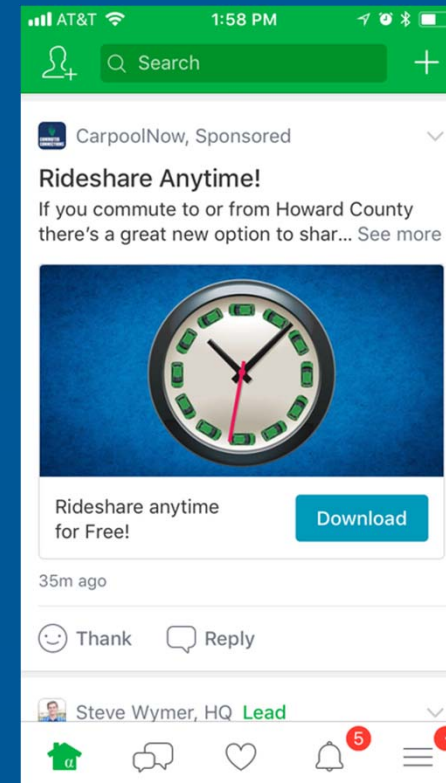 AT&T 1:58 PM
Search
CarpoolNow, Sponsored
Rideshare Anytime!
If you commute to or from Howard County
there's a great new option to shar... See more
Rideshare anytime
for Free!
Download
35m ago
Thank Reply
Steve Wymer, HQ Lead
5